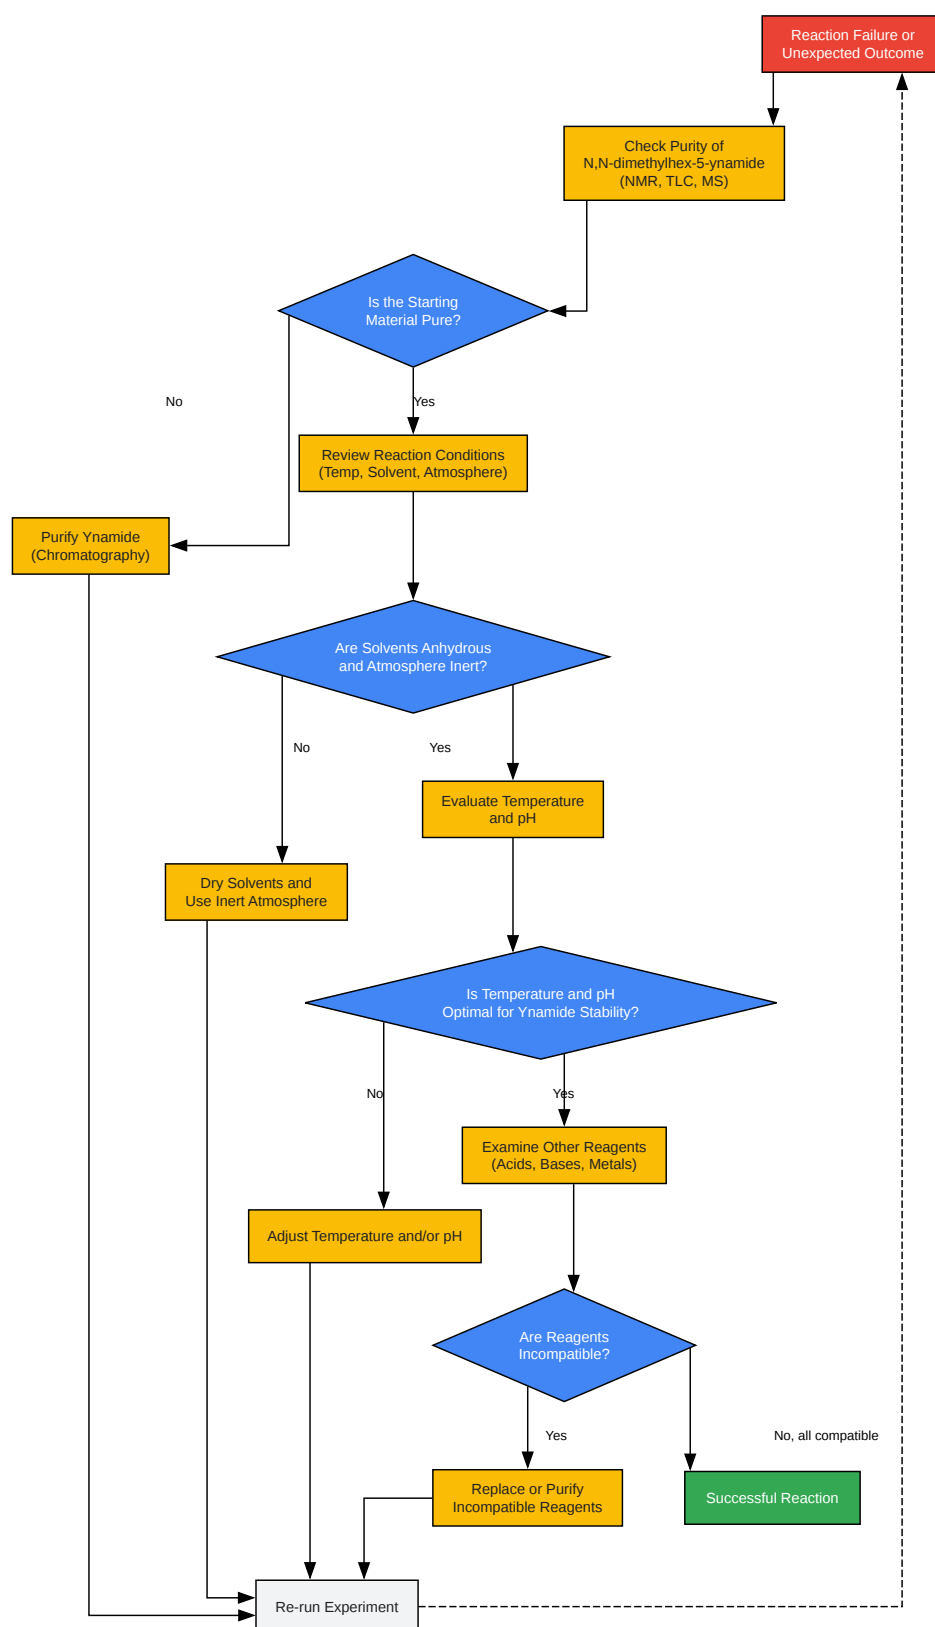 Reaction Failure or
Unexpected Outcome
Check Purity of
N,N-dimethylhex-5-ynamide
(NMR, TLC, MS)
Is the Starting
Material Pure?
No
Yes
Review Reaction Conditions
(Temp, Solvent, Atmosphere)
Purify Ynamide
(Chromatography)
Are Solvents Anhydrous
and Atmosphere Inert?
No
Yes
Evaluate Temperature
and pH
Dry Solvents and
Use Inert Atmosphere
Is Temperature and pH
Optimal for Ynamide Stability?
No
Yes
Examine Other Reagents
(Acids, Bases, Metals)
Adjust Temperature and/or pH
Are Reagents
Incompatible?
Yes
No, all compatible
Replace or Purify
Incompatible Reagents
Successful Reaction
Re-run Experiment